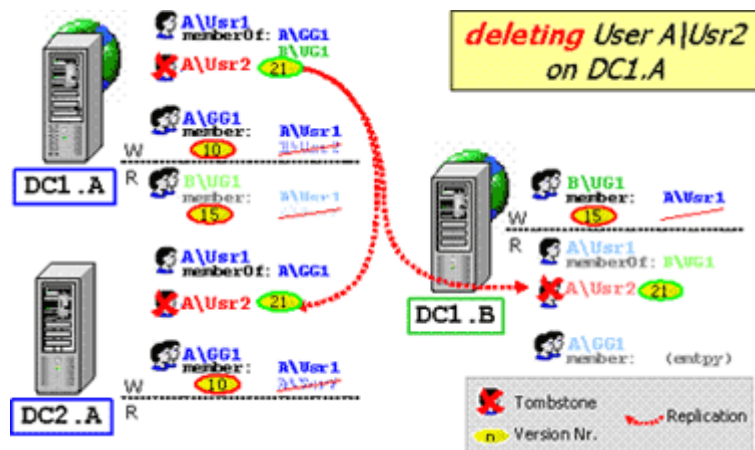 deleting User A\Usr2
on DC1.A
A\Usr1
memberOf: A\GG1
B\UG1
A\Usr2 21
A\GG1
member: A\Usr1
10
W
R
DC1.A
B\UG1
member: A\Usr1
15
A\Usr1
memberOf: A\GG1
A\Usr2 21
A\GG1
member: A\Usr1
10
W
R
DC2.A
B\UG1
member: A\Usr1
15
W
R
A\Usr1
memberOf: B\UG1
A\Usr2 21
DC1.B
A\GG1
member: (emtpy)
Tombstone
Replication
n Version Nr.